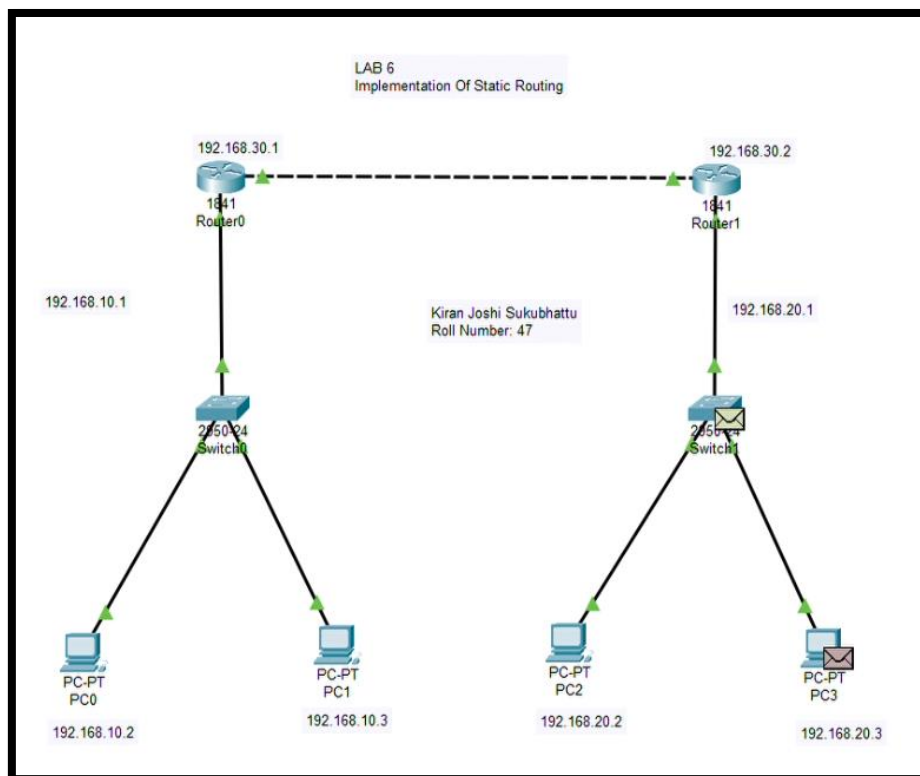 LAB 6
Implementation Of Static Routing
192.168.30.1
192.168.30.2
1841
Router0
1841
Router1
192.168.10.1
192.168.20.1
Kiran Joshi Sukubhattu
Roll Number: 47
2950-24
Switch0
2950-24
Switch1
PC-PT
PC0
PC-PT
PC1
PC-PT
PC2
PC-PT
PC3
192.168.10.2
192.168.10.3
192.168.20.2
192.168.20.3